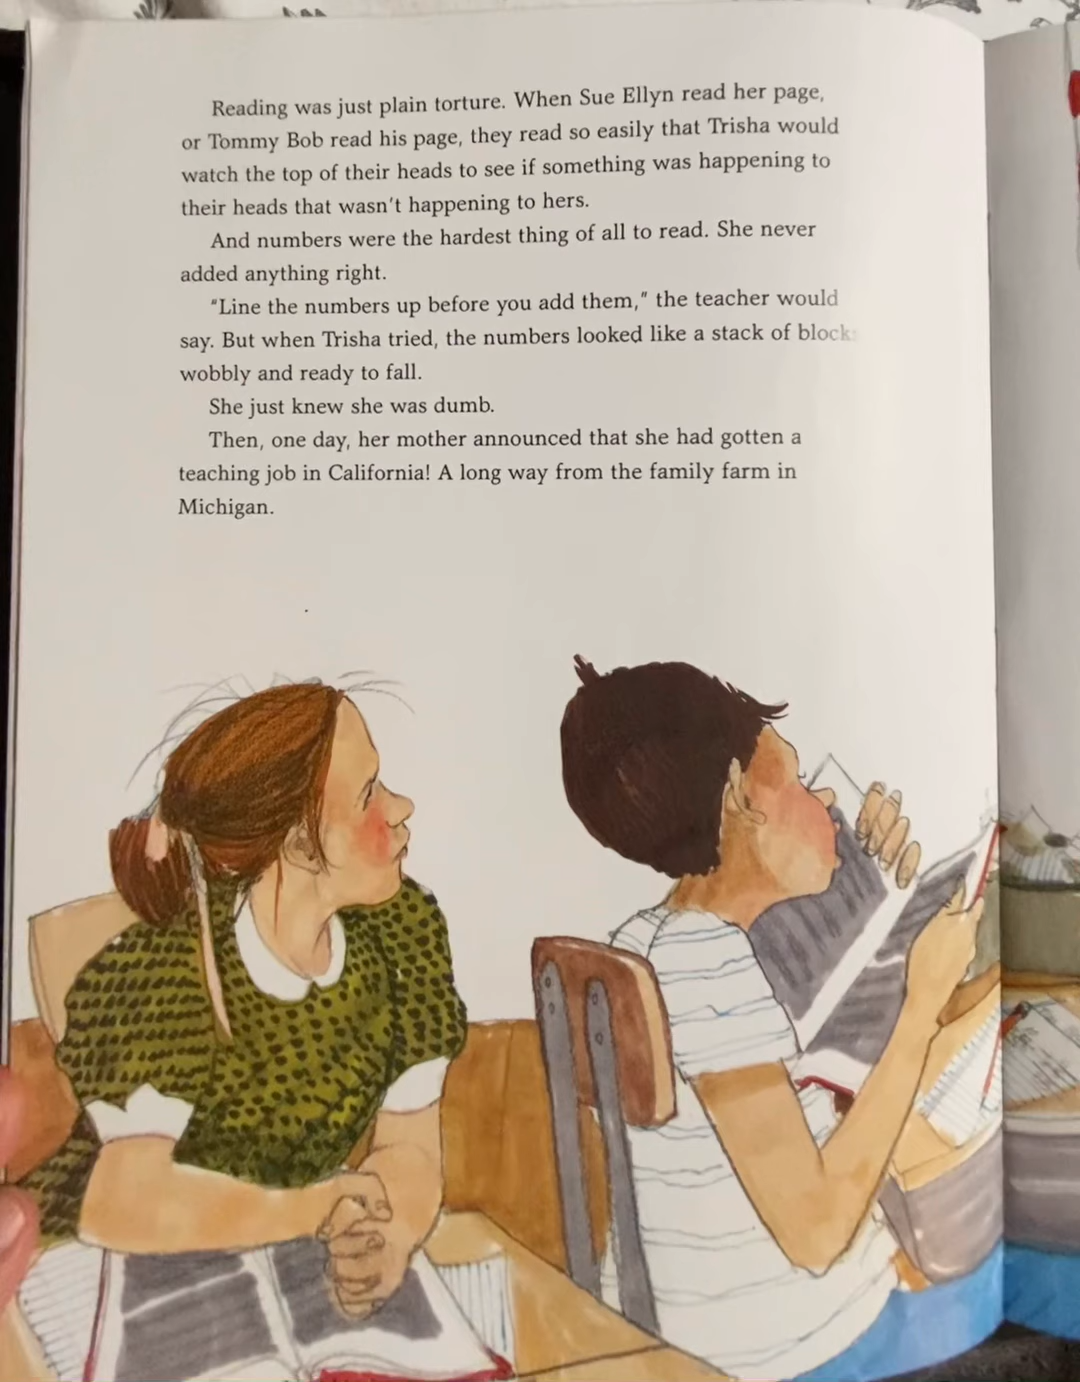 Reading was just plain torture. When Sue Ellyn read her page,
or Tommy Bob read his page, they read so easily that Trisha would
watch the top of their heads to see if something was happening to
their heads that wasn't happening to hers.
And numbers were the hardest thing of all to read. She never
added anything right.
"Line the numbers up before you add them," the teacher would
say. But when Trisha tried, the numbers looked like a stack of blocks
wobbly and ready to fall.
She just knew she was dumb.
Then, one day, her mother announced that she had gotten a
teaching job in California! A long way from the family farm in
Michigan.